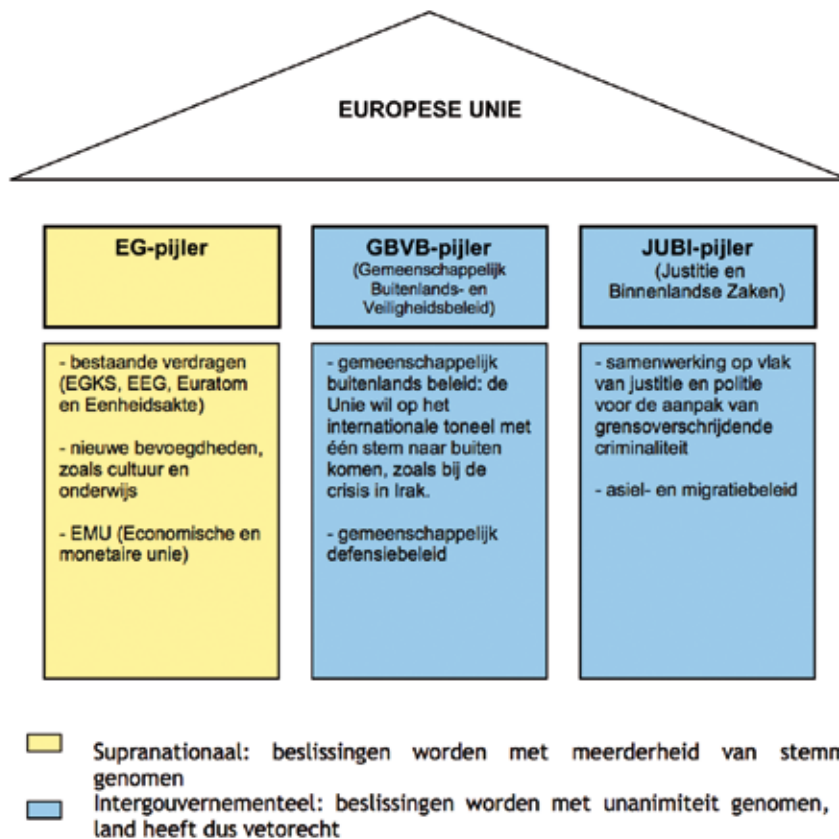 EUROPESE UNIE
EG-pijler
GBVB-pijler
(Gemeenschappelijk
Buitenlands- en
Veiligheidsbeleid)
JUBI-pijler
(Justitie en
Binnenlandse Zaken)
- bestaande verdragen
(EGKS, EEG, Euratom
en Eenheidsakte)
- nieuwe bevoegdheden,
zoals cultuur en
onderwijs
- EMU (Economische en
monetaire unie)
- gemeenschappelijk
buitenlands beleid: de
Unie wil op het
internationale toneel met
één stem naar buiten
komen, zoals bij de
crisis in Irak.
- gemeenschappelijk
defensiebeleid
- samenwerking op vlak
van justitie en politie
voor de aanpak van
grensoverschrijdende
criminaliteit
- asiel- en migratiebeleid
Supranationaal: beslissingen worden met meerderheid van stemm
genomen
Intergouvernementeel: beslissingen worden met unanimiteit genomen,
land heeft dus vetorecht